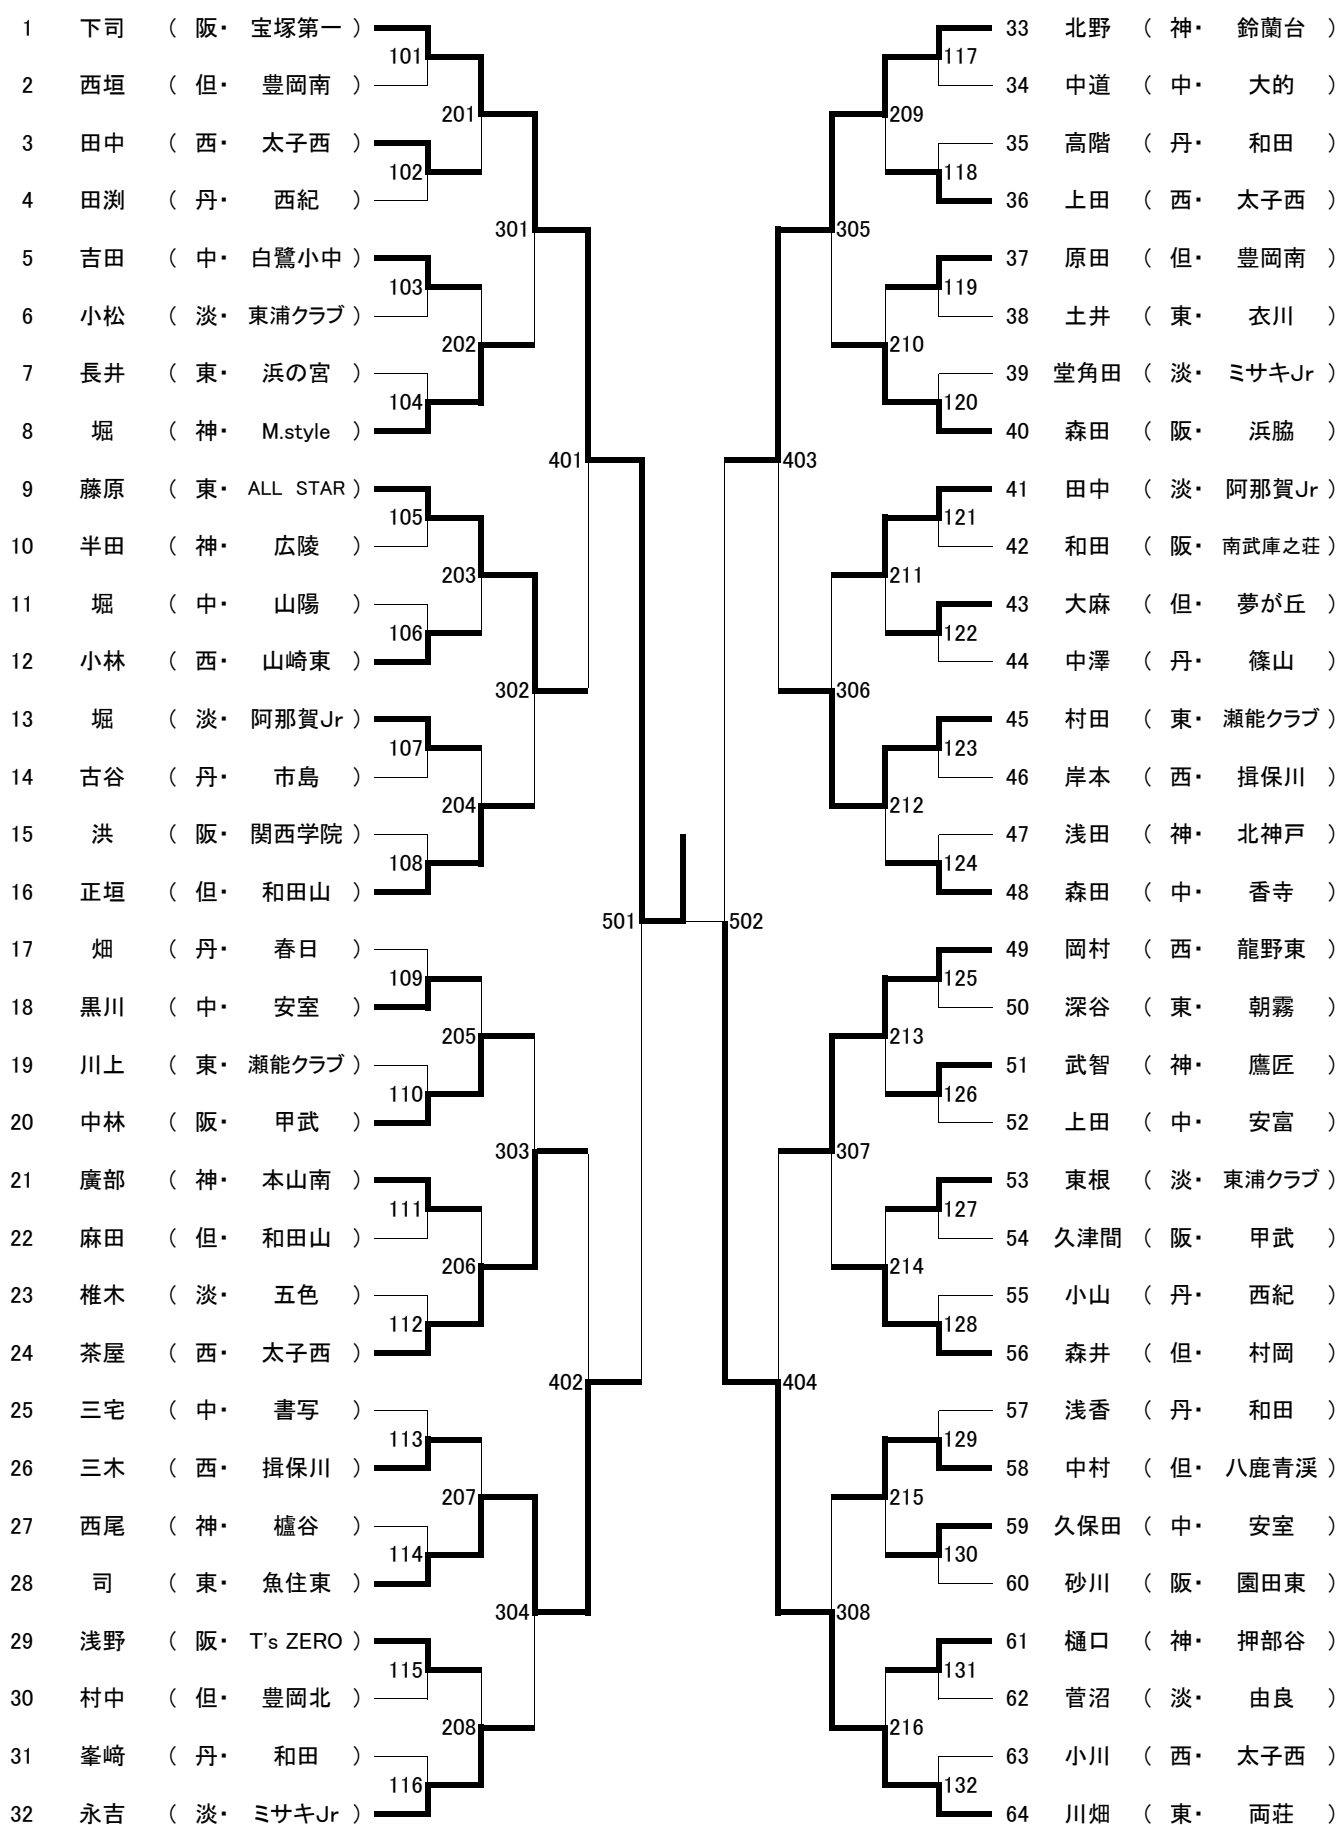 1 下司 ( 阪・ 宝塚第一 )
101
2 西垣 ( 但・ 豊岡南 )
201
3 田中 ( 西・ 太子西 )
102
4 田渕 ( 丹・ 西紀 )
301
5 吉田 ( 中・ 白鷺小中 )
103
6 小松 ( 淡・ 東浦クラブ )
202
7 長井 ( 東・ 浜の宮 )
104
8 堀 ( 神・ M.style )
401
9 藤原 ( 東・ ALL STAR )
105
10 半田 ( 神・ 広陵 )
203
11 堀 ( 中・ 山陽 )
106
12 小林 ( 西・ 山崎東 )
302
13 堀 ( 淡・ 阿那賀Jr )
107
14 古谷 ( 丹・ 市島 )
204
15 洪 ( 阪・ 関西学院 )
108
16 正垣 ( 但・ 和田山 )
501
17 畑 ( 丹・ 春日 )
109
18 黒川 ( 中・ 安室 )
205
19 川上 ( 東・ 瀬能クラブ )
110
20 中林 ( 阪・ 甲武 )
303
21 廣部 ( 神・ 本山南 )
111
22 麻田 ( 但・ 和田山 )
206
23 椎木 ( 淡・ 五色 )
112
24 茶屋 ( 西・ 太子西 )
402
25 三宅 ( 中・ 書写 )
113
26 三木 ( 西・ 揖保川 )
207
27 西尾 ( 神・ 櫨谷 )
114
28 司 ( 東・ 魚住東 )
304
29 浅野 ( 阪・ T's ZERO )
115
30 村中 ( 但・ 豊岡北 )
208
31 峯﨑 ( 丹・ 和田 )
116
32 永吉 ( 淡・ ミサキJr )
33 北野 ( 神・ 鈴蘭台 )
117
34 中道 ( 中・ 大的 )
209
35 高階 ( 丹・ 和田 )
118
36 上田 ( 西・ 太子西 )
305
37 原田 ( 但・ 豊岡南 )
119
38 土井 ( 東・ 衣川 )
210
39 堂角田 ( 淡・ ミサキJr )
120
40 森田 ( 阪・ 浜脇 )
403
41 田中 ( 淡・ 阿那賀Jr )
121
42 和田 ( 阪・ 南武庫之荘 )
211
43 大麻 ( 但・ 夢が丘 )
122
44 中澤 ( 丹・ 篠山 )
306
45 村田 ( 東・ 瀬能クラブ )
123
46 岸本 ( 西・ 揖保川 )
212
47 浅田 ( 神・ 北神戸 )
124
48 森田 ( 中・ 香寺 )
502
49 岡村 ( 西・ 龍野東 )
125
50 深谷 ( 東・ 朝霧 )
213
51 武智 ( 神・ 鷹匠 )
126
52 上田 ( 中・ 安富 )
307
53 東根 ( 淡・ 東浦クラブ )
127
54 久津間 ( 阪・ 甲武 )
214
55 小山 ( 丹・ 西紀 )
128
56 森井 ( 但・ 村岡 )
404
57 浅香 ( 丹・ 和田 )
129
58 中村 ( 但・ 八鹿青渓 )
215
59 久保田 ( 中・ 安室 )
130
60 砂川 ( 阪・ 園田東 )
308
61 樋口 ( 神・ 押部谷 )
131
62 菅沼 ( 淡・ 由良 )
216
63 小川 ( 西・ 太子西 )
132
64 川畑 ( 東・ 両荘 )